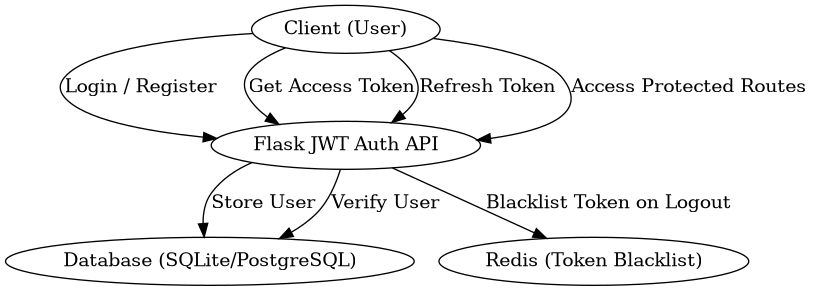 Client (User)
Login / Register
Get Access Token
Refresh Token
Access Protected Routes
Flask JWT Auth API
Store User
Verify User
Blacklist Token on Logout
Database (SQLite/PostgreSQL)
Redis (Token Blacklist)